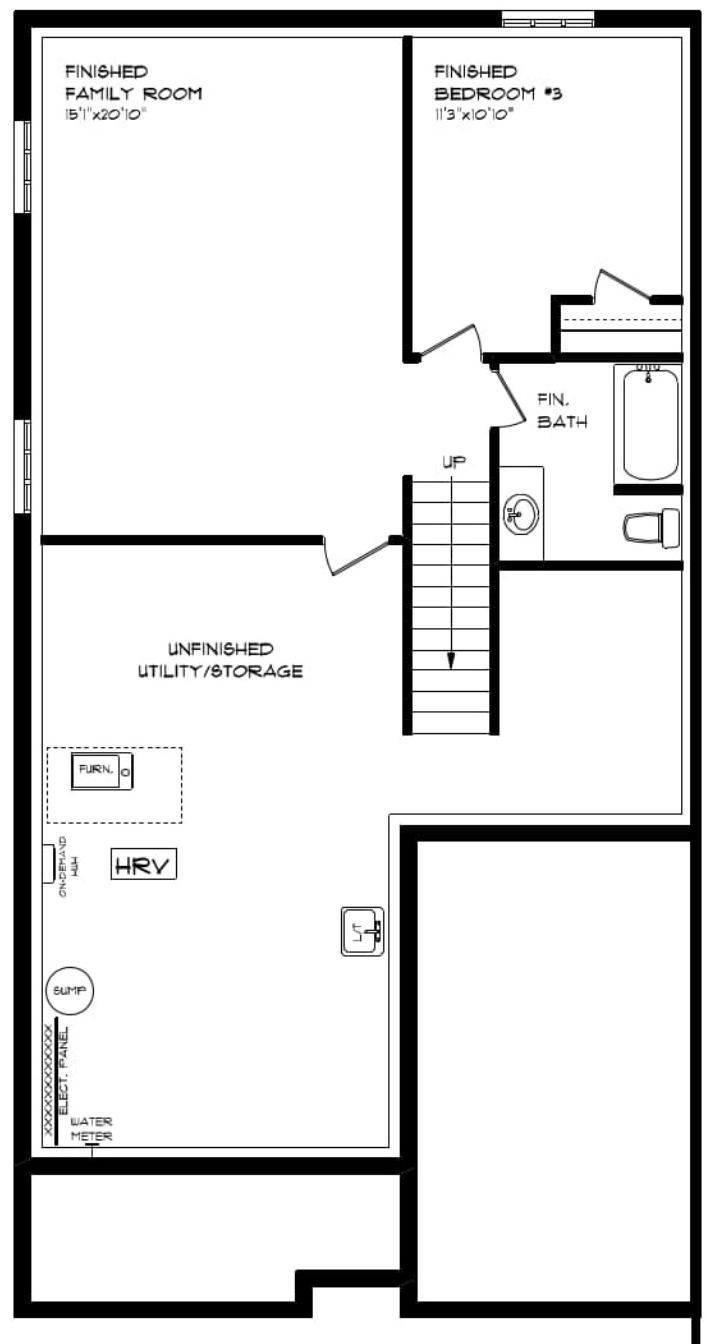 FINISHED
FAMILY ROOM
15'1"x20'10"
FINISHED
BEDROOM #3
11'3"x10'10"
FIN.
BATH
UP
UNFINISHED
UTILITY/STORAGE
FURN.
ON-DEMAND
HWH
HRV
L/T
SUMP
XXXXXXXXXXXXX
ELECT. PANEL
WATER
METER